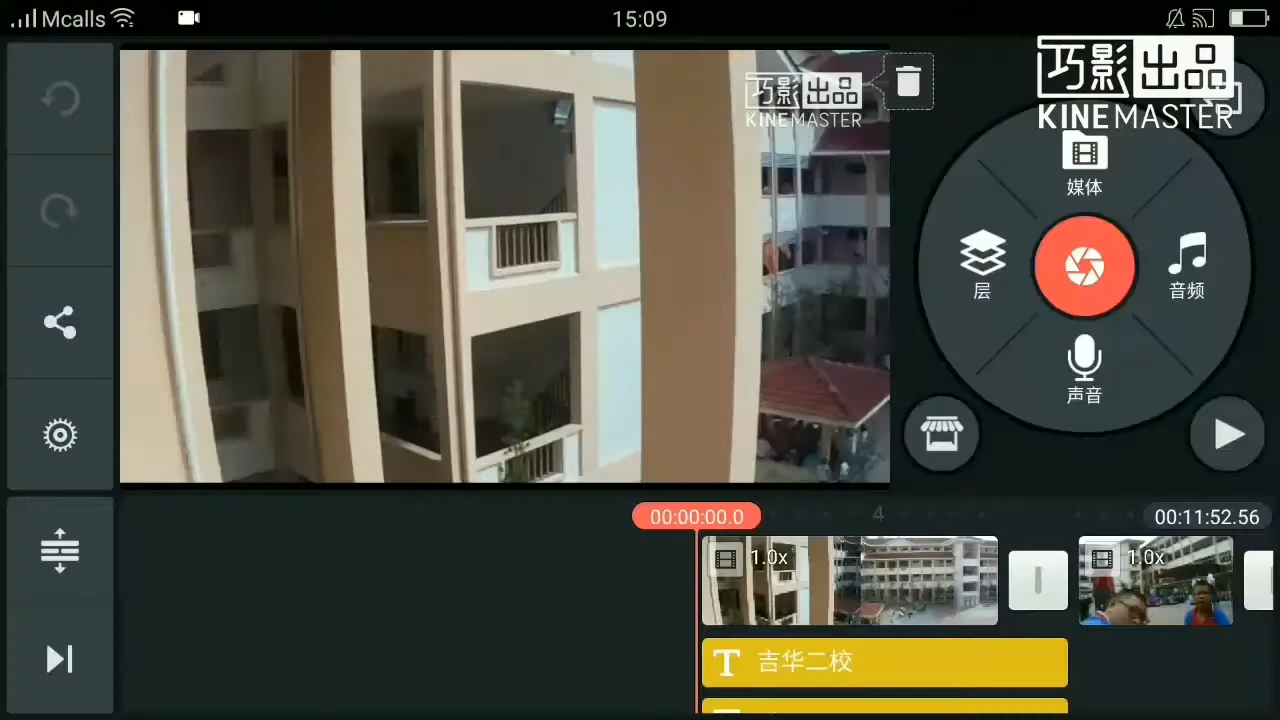 Mcalls
15:09
巧影出品
KINEMASTER
巧影出品
KINEMASTER
媒体
层
音频
声音
00:00:00.0
4
00:11:52.56
1.0x
1.0x
T 吉华二校